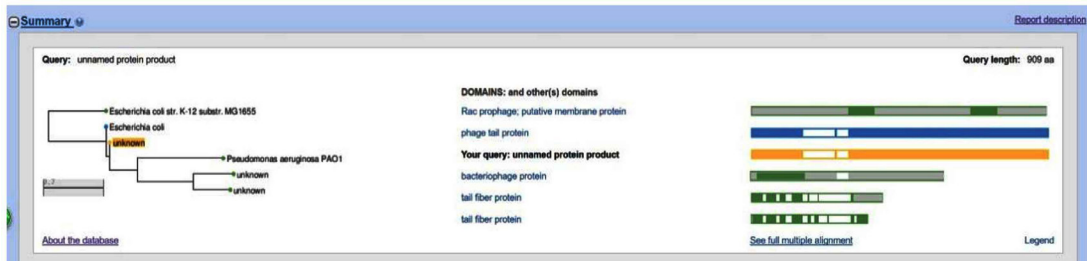 Summary
Report description
Query: unnamed protein product
Query length: 909 aa
DOMAINS: and other(s) domains
Escherichia coli str. K-12 substr. MG1655
Rac prophage; putative membrane protein
Escherichia coli
phage tail protein
unknown
Your query: unnamed protein product
Pseudomonas aeruginosa PAO1
bacteriophage protein
unknown
tail fiber protein
0.7
unknown
tail fiber protein
About the database
See full multiple alignment
Legend